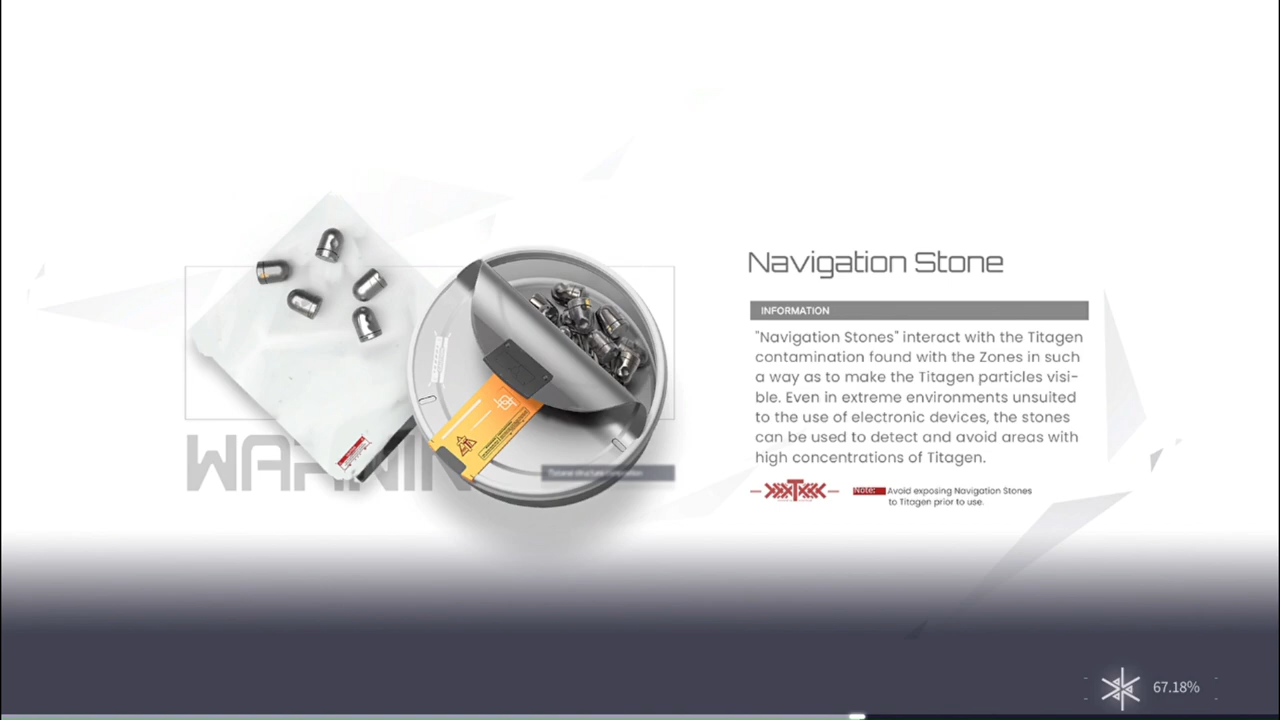 Navigation Stone
INFORMATION
"Navigation Stones" interact with the Titagen
contamination found with the Zones in such
a way as to make the Titagen particles visi-
ble. Even in extreme environments unsuited
to the use of electronic devices, the stones
can be used to detect and avoid areas with
high concentrations of Titagen.
Note: Avoid exposing Navigation Stones
to Titagen prior to use.
WARNIN
67.18%